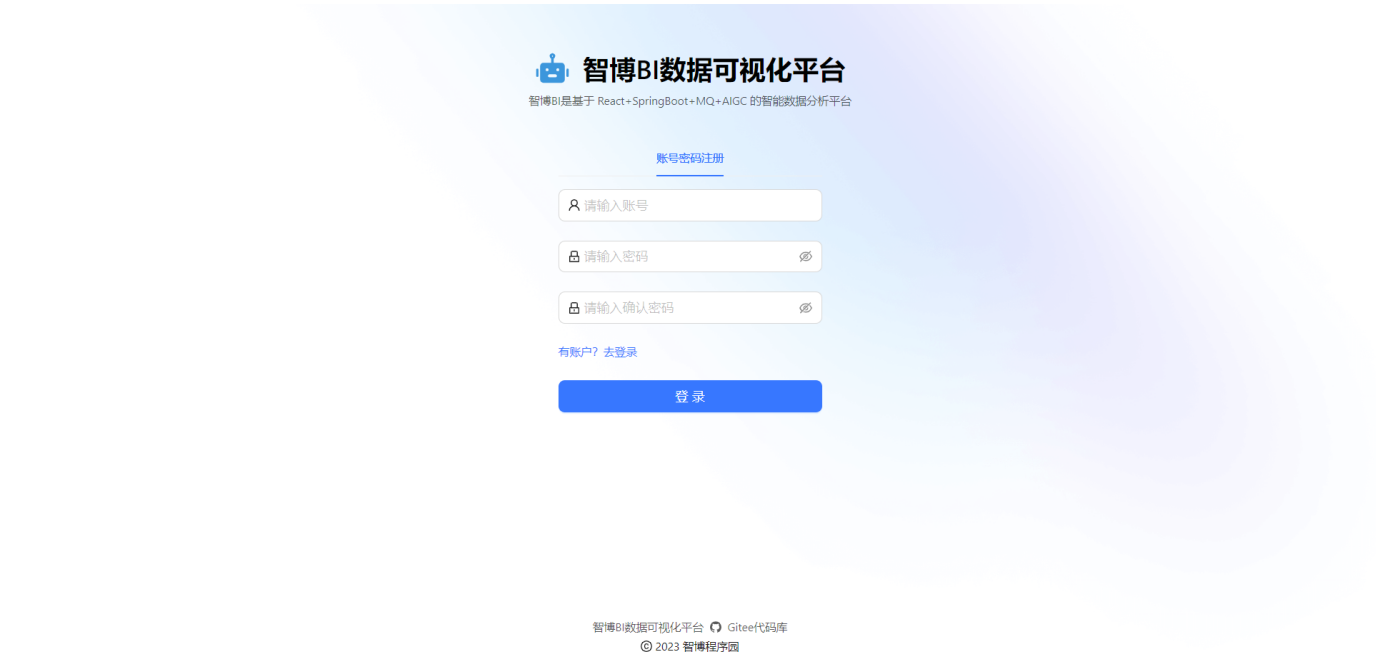 智博BI数据可视化平台
智博BI是基于 React+SpringBoot+MQ+AIGC 的智能数据分析平台
账号密码注册
请输入账号
请输入密码
请输入确认密码
有账户？去登录
登 录
智博BI数据可视化平台 Gitee代码库
© 2023 智博程序园